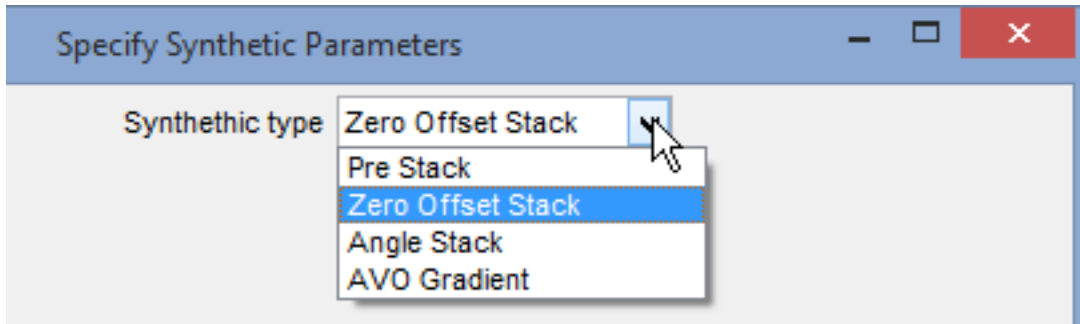 Specify Synthetic Parameters
Synthethic type Zero Offset Stack
Pre Stack
Zero Offset Stack
Angle Stack
AVO Gradient